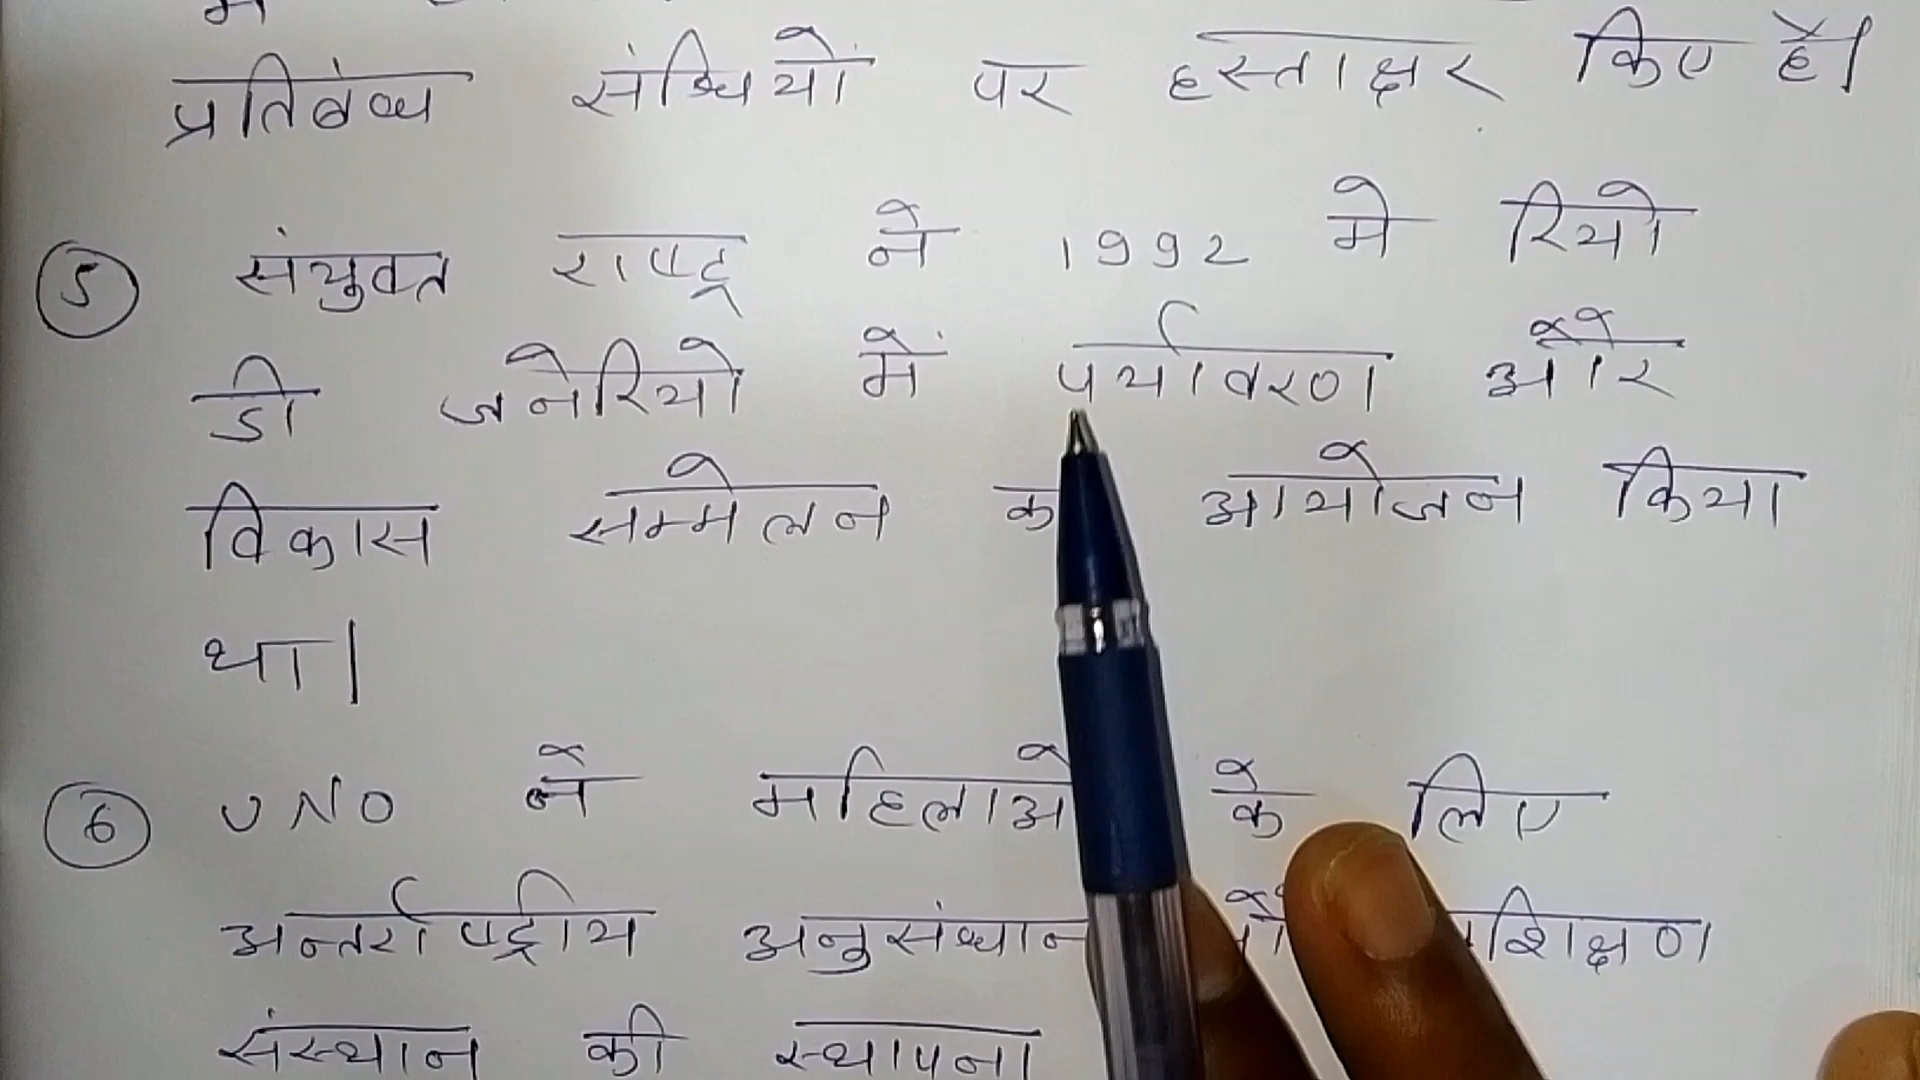 प्रतिबंध संधियों पर हस्ताक्षर किए हैं।
5 संयुक्त राष्ट्र ने 1992 मे रियो
डी जनेरियो में पर्यावरण और
विकास सम्मेलन आयोजन किया
था।
6 UNO ने के लिए
अन्तर्राष्ट्रीय अनुसंधान
संस्थान की स्थापना